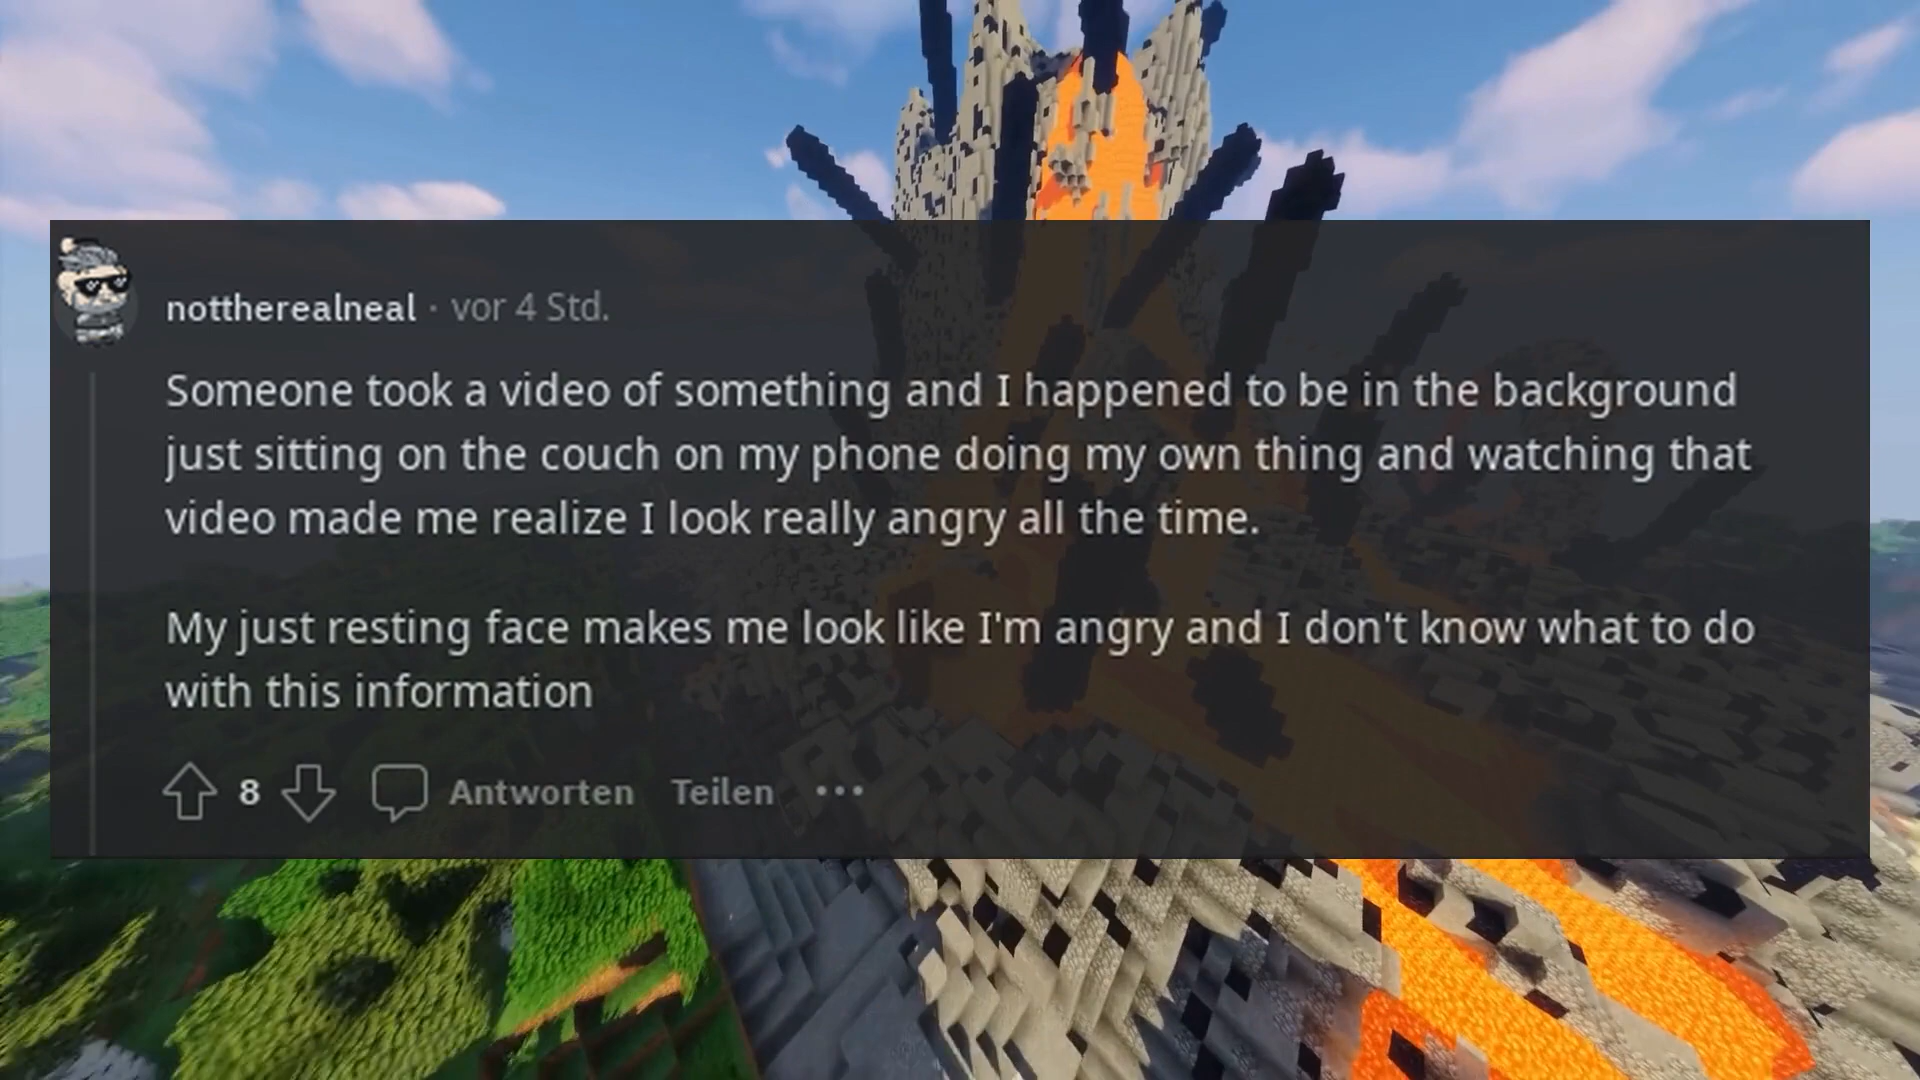 nottherealneal · vor 4 Std.
Someone took a video of something and I happened to be in the background
just sitting on the couch on my phone doing my own thing and watching that
video made me realize I look really angry all the time.
My just resting face makes me look like I'm angry and I don't know what to do
with this information
8 Antworten Teilen •••